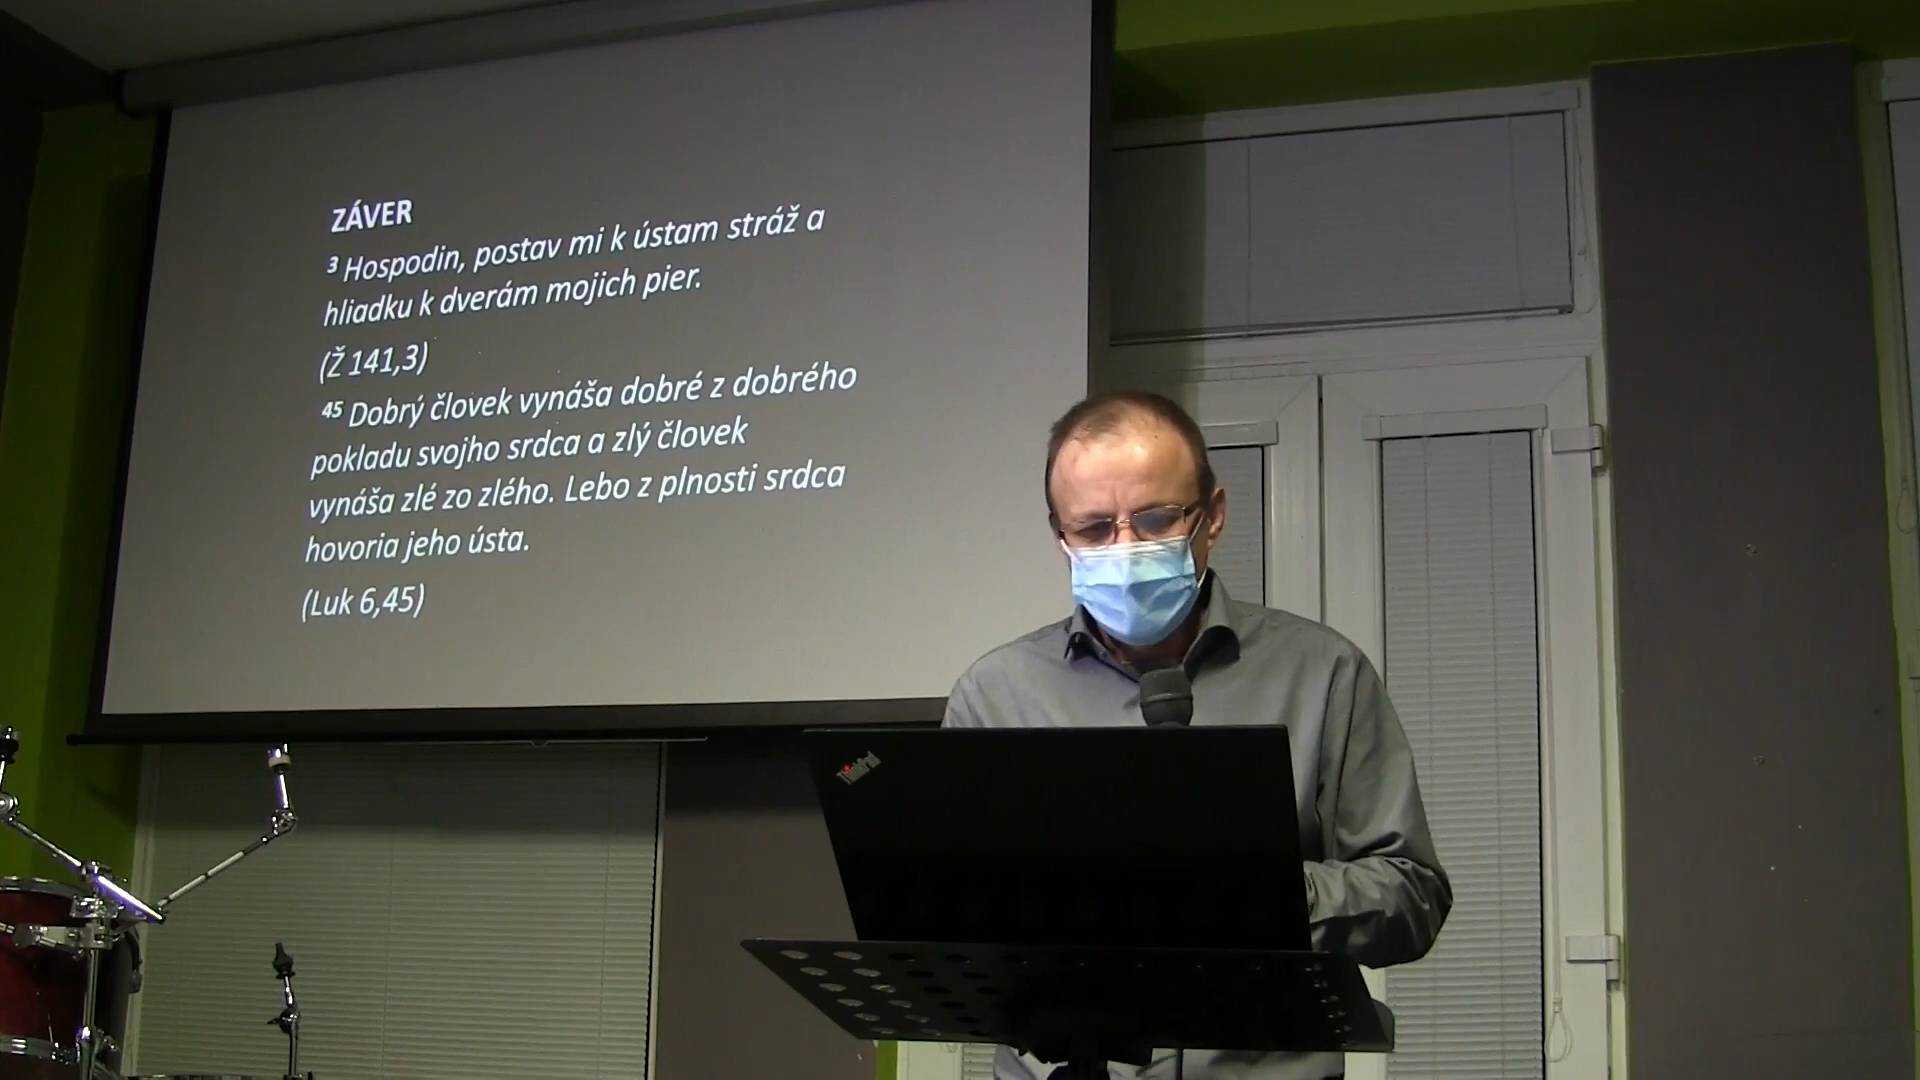 ZÁVER
³ Hospodin, postav mi k ústam stráž a
hliadku k dverám mojich pier.
(Ž 141,3)
⁴⁵ Dobrý človek vynáša dobré z dobrého
pokladu svojho srdca a zlý človek
vynáša zlé zo zlého. Lebo z plnosti srdca
hovoria jeho ústa.
(Luk 6,45)
ThinkPad